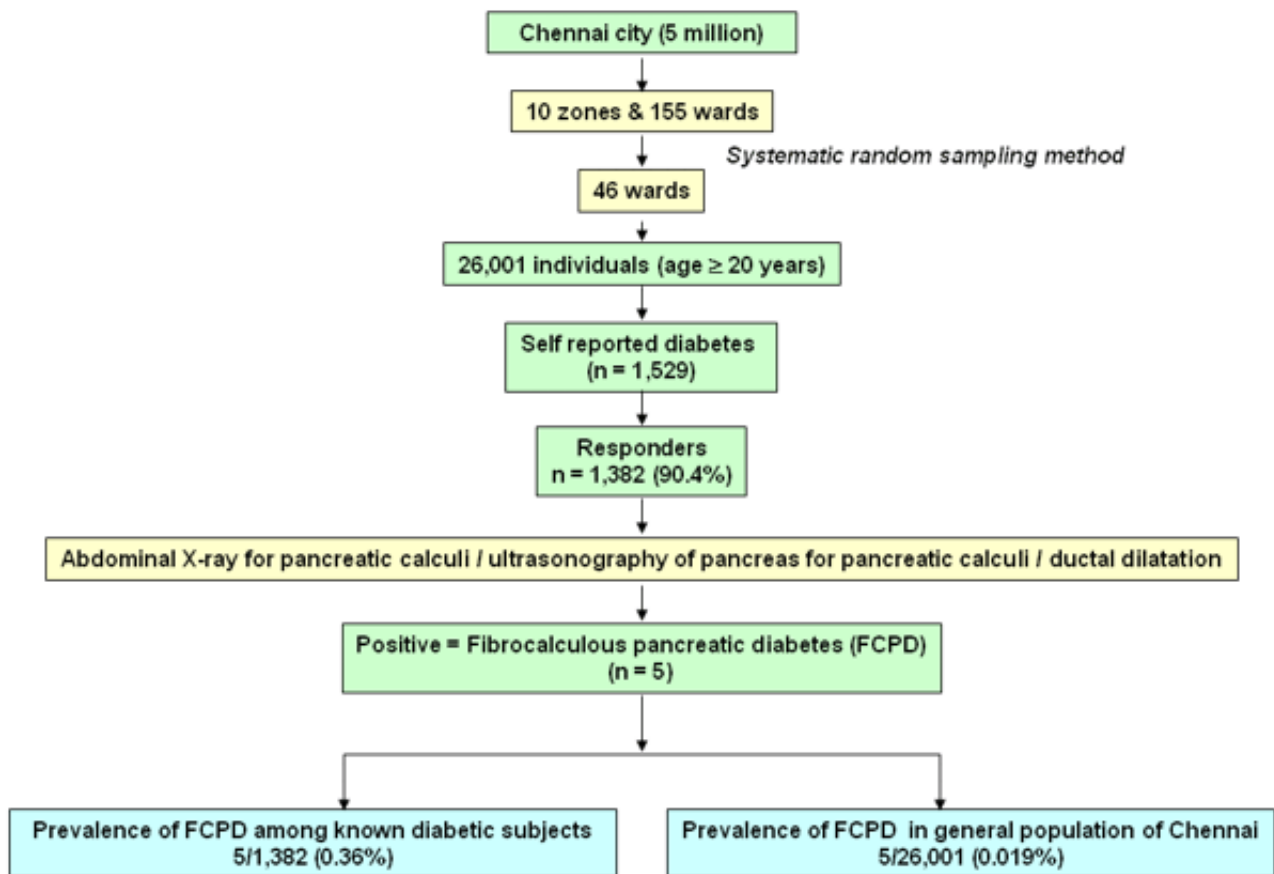 Chennai city (5 million)
10 zones & 155 wards
Systematic random sampling method
46 wards
26,001 individuals (age ≥ 20 years)
Self reported diabetes
(n = 1,529)
Responders
n = 1,382 (90.4%)
Abdominal X-ray for pancreatic calculi / ultrasonography of pancreas for pancreatic calculi / ductal dilatation
Positive = Fibrocalculous pancreatic diabetes (FCPD)
(n = 5)
Prevalence of FCPD among known diabetic subjects
5/1,382 (0.36%)
Prevalence of FCPD in general population of Chennai
5/26,001 (0.019%)